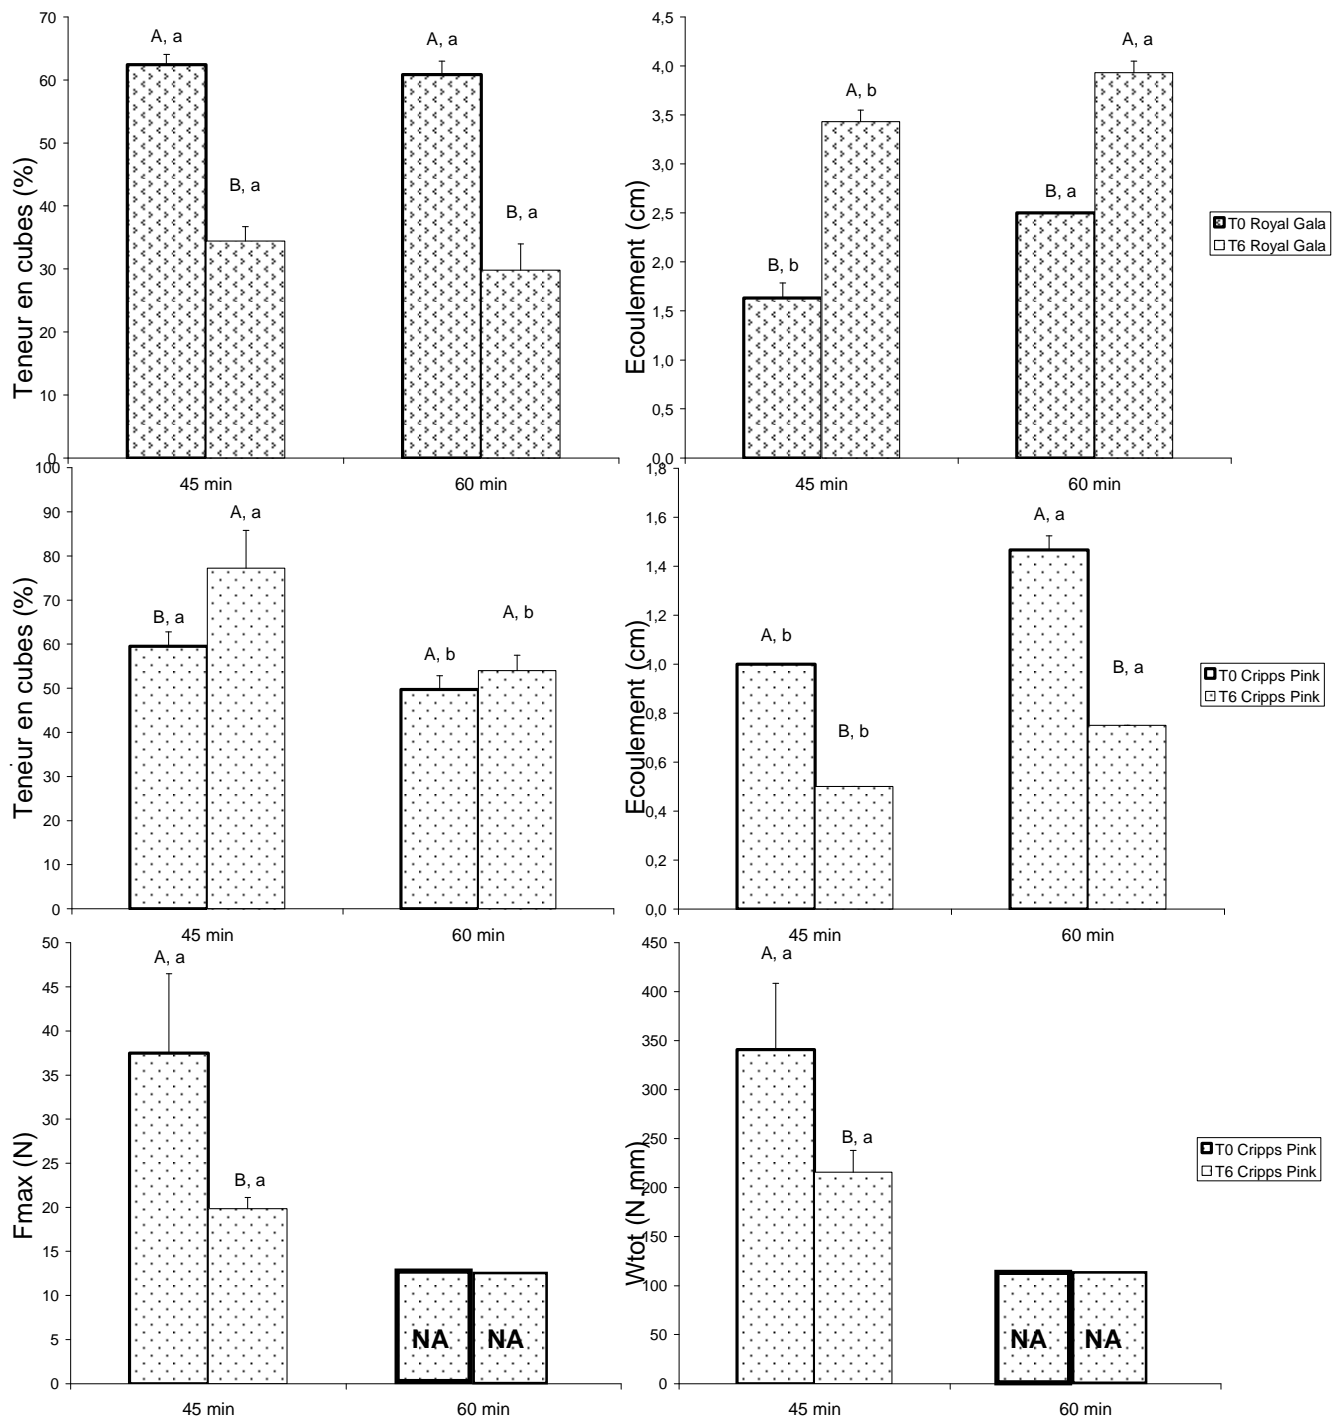 70
60
50
40
30
20
10
0
Teneur en cubes (%)
A, a
B, a
A, a
B, a
45 min
60 min
4,5
4,0
3,5
3,0
2,5
2,0
1,5
1,0
0,5
0,0
Ecoulement (cm)
B, b
A, b
B, a
A, a
45 min
60 min
T0 Royal Gala
T6 Royal Gala
100
90
80
70
60
50
40
30
20
10
0
Teneur en cubes (%)
B, a
A, a
A, b
A, b
45 min
60 min
1,8
1,6
1,4
1,2
1,0
0,8
0,6
0,4
0,2
0,0
Ecoulement (cm)
A, b
B, b
A, a
B, a
45 min
60 min
T0 Cripps Pink
T6 Cripps Pink
50
45
40
35
30
25
20
15
10
5
0
Fmax (N)
A, a
B, a
NA
NA
45 min
60 min
450
400
350
300
250
200
150
100
50
0
Wtot (N.mm)
A, a
B, a
NA
NA
45 min
60 min
T0 Cripps Pink
T6 Cripps Pink